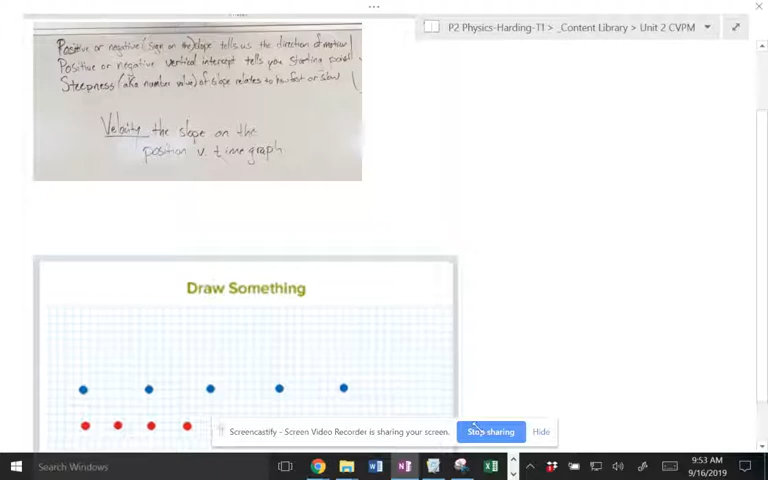 P2 Physics-Harding-T1 > _Content Library > Unit 2 CVPM
Positive or negative (sign on the) slope tells us the direction of motion
Positive or negative vertical intercept tells you starting point
Steepness (aka number value) of slope relates to how fast or slow
Velocity the slope on the
position v. time graph
Draw Something
Screencastify - Screen Video Recorder is sharing your screen.
Stop sharing
Hide
Search Windows
9:53 AM
9/16/2019